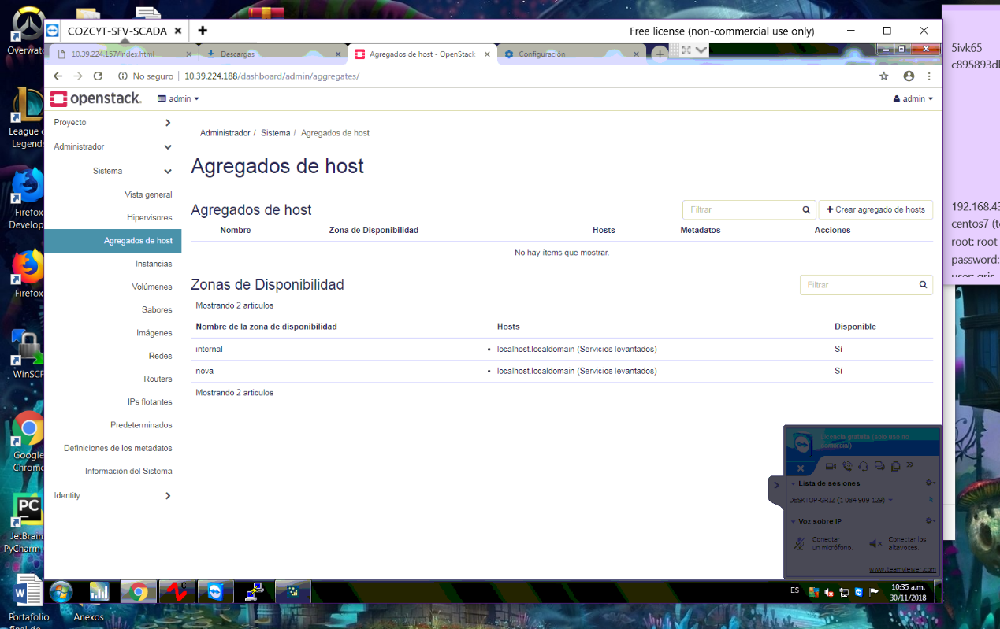 COZCYT-SFV-SCADA
Free license (non-commercial use only)
10.39.224.157/index.html
Descargas
Agregados de host - OpenStack
Configuración
No seguro
10.39.224.188/dashboard/admin/aggregates/
openstack.
admin
admin
Proyecto
Administrador
Sistema
Vista general
Hipervisores
Agregados de host
Instancias
Volúmenes
Sabores
Imágenes
Redes
Routers
IPs flotantes
Predeterminados
Definiciones de los metadatos
Información del Sistema
Identity
Administrador / Sistema / Agregados de host
Agregados de host
Agregados de host
Filtrar
+ Crear agregado de hosts
Nombre Zona de Disponibilidad Hosts Metadatos Acciones
No hay ítems que mostrar.
Zonas de Disponibilidad
Filtrar
Mostrando 2 articulos
Nombre de la zona de disponibilidad Hosts Disponible
internal • localhost.localdomain (Servicios levantados) Sí
nova • localhost.localdomain (Servicios levantados) Sí
Mostrando 2 articulos
Licencia gratuita (solo uso no
comercial)
Lista de sesiones
DESKTOP-GRIZ (1 084 909 129)
Voz sobre IP
Conectar
un micrófono.
Conectar los
altavoces.
www.teamviewer.com
ES
10:35 a.m.
30/11/2018
Overwatc
League o
Legends
Firefox
Develop
Firefox
WinSCP
Google
Chrome
PC
JetBrain
PyCharm
W
Portafolio
final de
Anexos
5ivk65
c895893d
192.168.43
centos7 (t
root: root
password:
user: gris